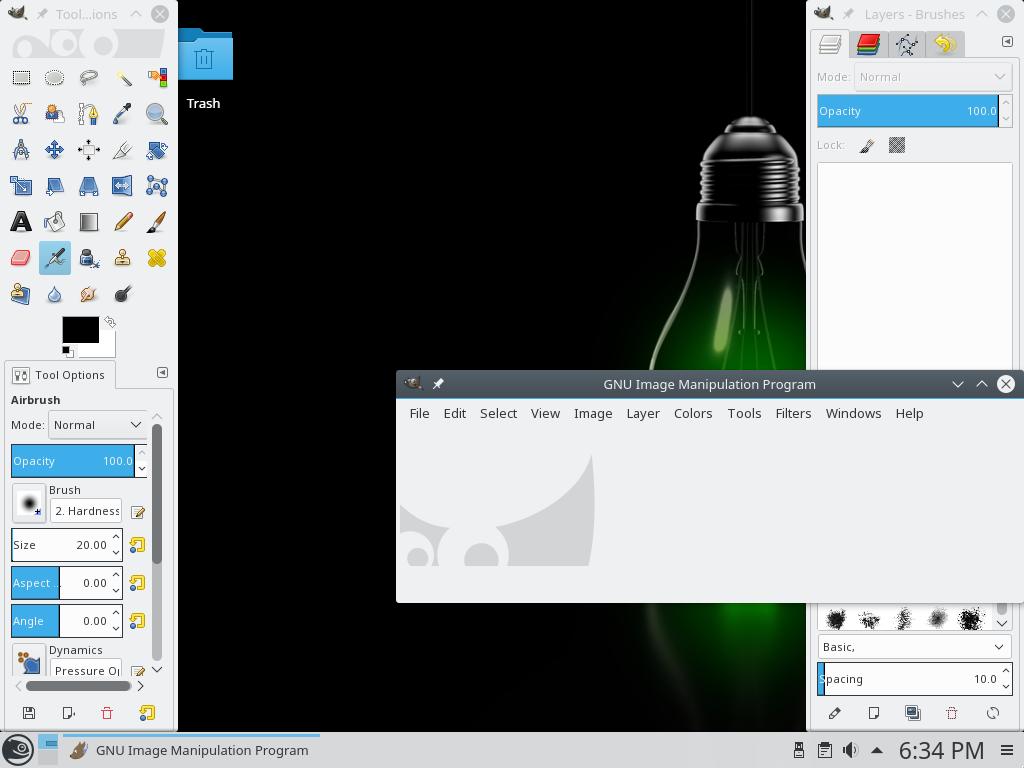 Tool...ions
Layers - Brushes
Trash
Mode: Normal
Opacity 100.0
Lock:
Tool Options
Airbrush
Mode: Normal
Opacity 100.0
Brush
2. Hardness
Size 20.00
Aspect .. 0.00
Angle 0.00
Dynamics
Pressure O
GNU Image Manipulation Program
File Edit Select View Image Layer Colors Tools Filters Windows Help
Basic,
Spacing 10.0
GNU Image Manipulation Program
6:34 PM